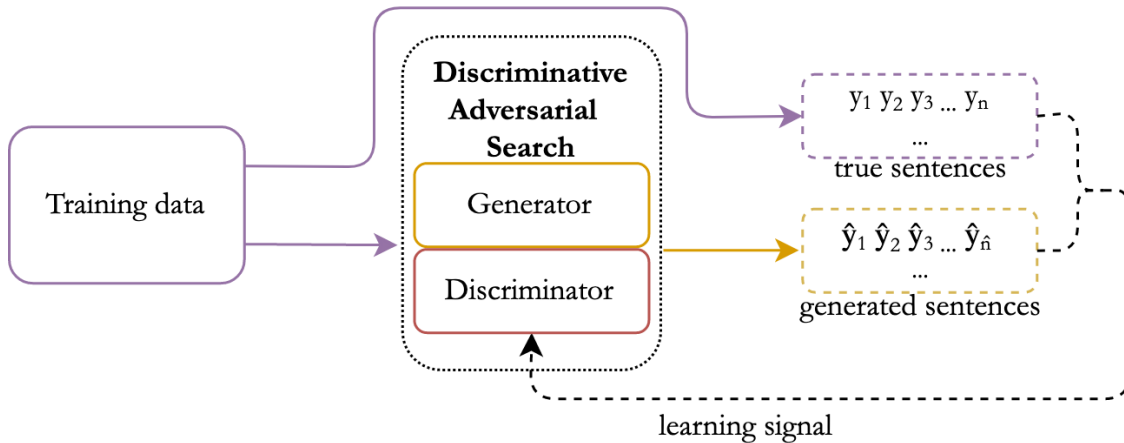 Training data
Discriminative
Adversarial
Search
Generator
Discriminator
y₁ y₂ y₃ ... yₙ
...
true sentences
ŷ₁ ŷ₂ ŷ₃ ... ŷ_n̂
...
generated sentences
learning signal